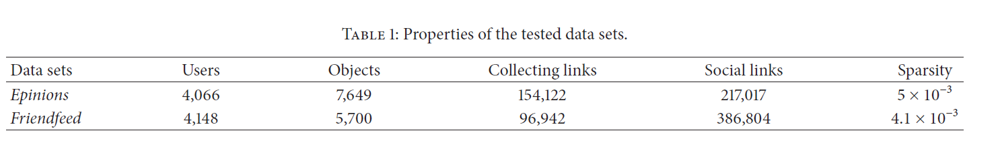 TABLE 1: Properties of the tested data sets.
Data sets Users Objects Collecting links Social links Sparsity
Epinions 4,066 7,649 154,122 217,017 5 × 10⁻³
Friendfeed 4,148 5,700 96,942 386,804 4.1 × 10⁻³